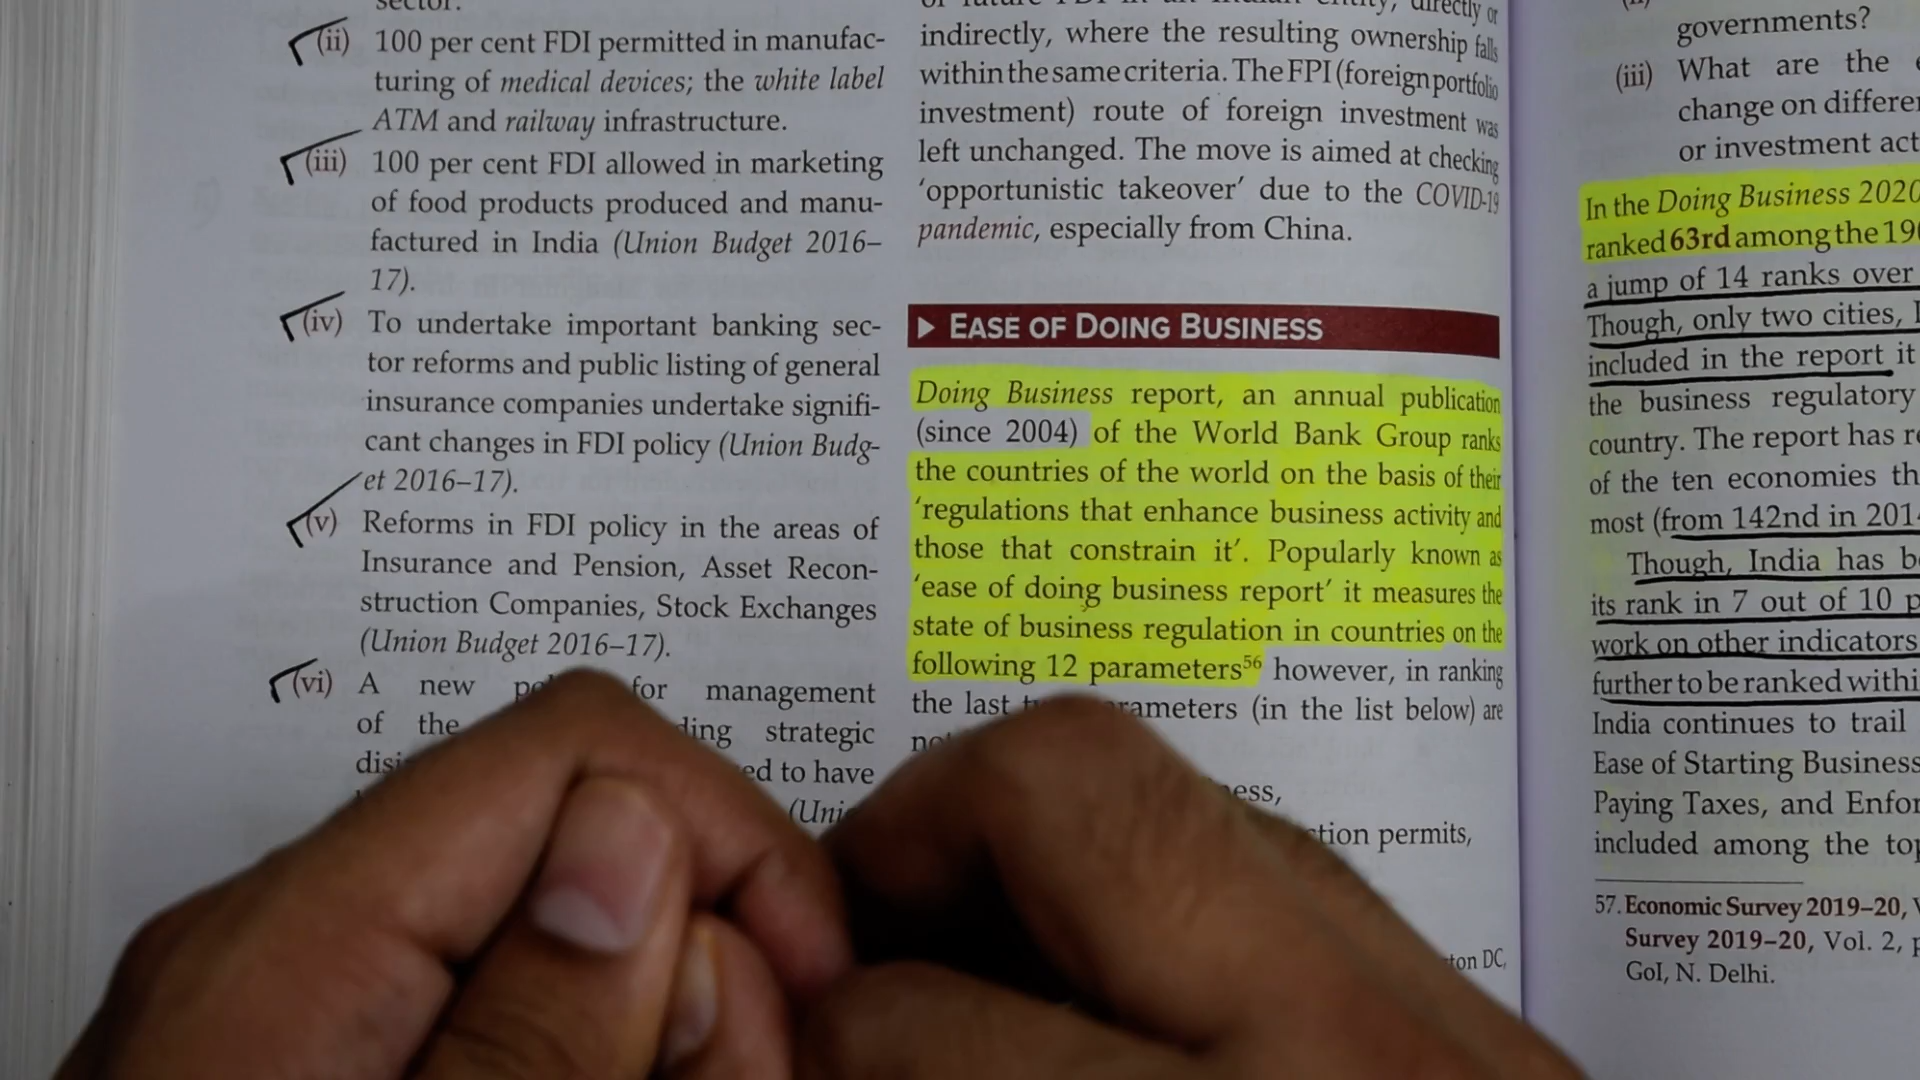 sector.
(ii) 100 per cent FDI permitted in manufac-
turing of medical devices; the white label
ATM and railway infrastructure.
(iii) 100 per cent FDI allowed in marketing
of food products produced and manu-
factured in India (Union Budget 2016–
17).
(iv) To undertake important banking sec-
tor reforms and public listing of general
insurance companies undertake signifi-
cant changes in FDI policy (Union Budg-
et 2016–17).
(v) Reforms in FDI policy in the areas of
Insurance and Pension, Asset Recon-
struction Companies, Stock Exchanges
(Union Budget 2016–17).
(vi) A new for management
of the strategic
to have
of future FDI in an Indian entity, directly or
indirectly, where the resulting ownership falls
within the same criteria. The FPI (foreign portfolio
investment) route of foreign investment was
left unchanged. The move is aimed at checking
‘opportunistic takeover’ due to the COVID-19
pandemic, especially from China.
▶ EASE OF DOING BUSINESS
Doing Business report, an annual publication
(since 2004) of the World Bank Group ranks
the countries of the world on the basis of their
‘regulations that enhance business activity and
those that constrain it’. Popularly known as
‘ease of doing business report’ it measures the
state of business regulation in countries on the
following 12 parameters56 however, in ranking
the last parameters (in the list below) are
permits,
DC,
governments?
(iii) What are the
change on
or investment
In the Doing Business 2020
ranked 63rd among the
a jump of 14 ranks over
Though, only two cities,
included in the report it
the business regulatory
country. The report has
of the ten economies
most (from 142nd in
Though, India has
its rank in 7 out of 10
work on other indicators
further to be ranked
India continues to trail
Ease of Starting Business
Paying Taxes, and
included among the
57. Economic Survey 2019–20,
Survey 2019–20, Vol. 2,
GoI, N. Delhi.